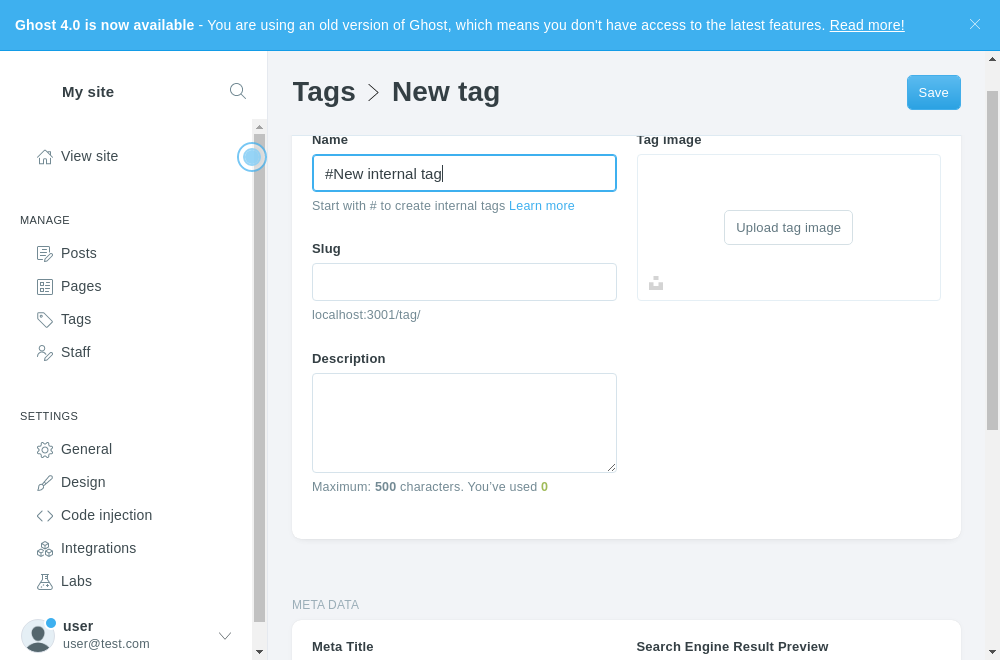 Ghost 4.0 is now available - You are using an old version of Ghost, which means you don't have access to the latest features. Read more!
My site
View site
MANAGE
Posts
Pages
Tags
Staff
SETTINGS
General
Design
Code injection
Integrations
Labs
user
user@test.com
Tags > New tag
Save
Name
#New internal tag
Start with # to create internal tags Learn more
Slug
localhost:3001/tag/
Description
Maximum: 500 characters. You've used 0
Tag image
Upload tag image
META DATA
Meta Title
Search Engine Result Preview